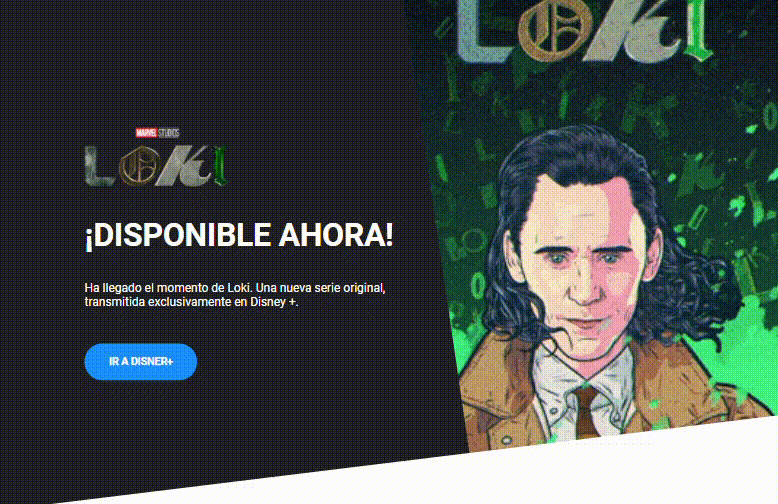 LOKI
MARVEL STUDIOS
LOKI
¡DISPONIBLE AHORA!
Ha llegado el momento de Loki. Una nueva serie original,
transmitida exclusivamente en Disney +.
IR A DISNER+